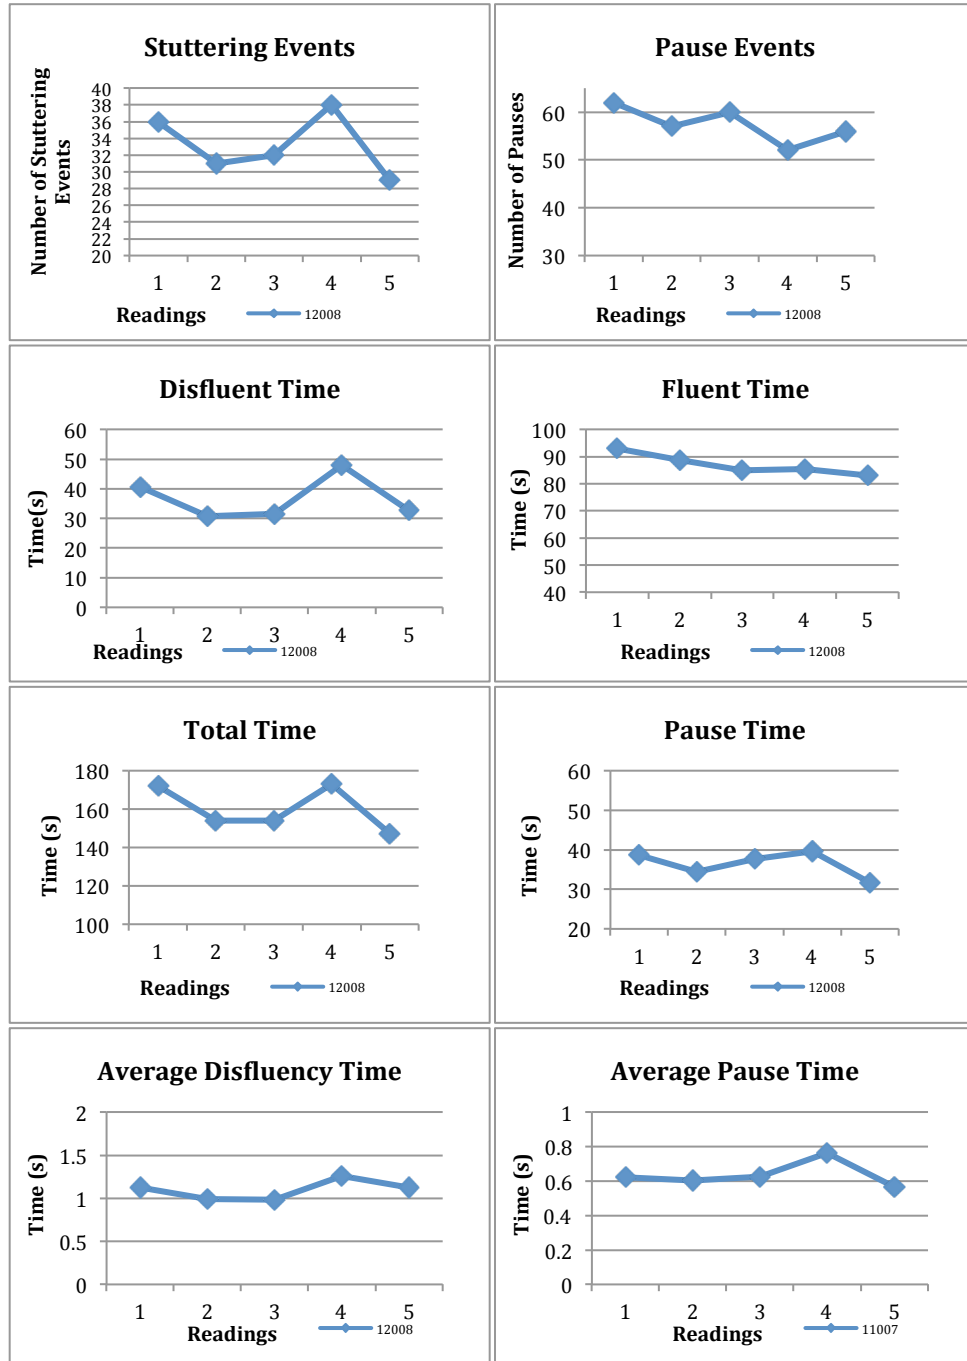 Stuttering Events
Number of Stuttering
Events
40
38
36
34
32
30
28
26
24
22
20
1 2 3 4 5
Readings 12008
Pause Events
Number of Pauses
60
50
40
30
1 2 3 4 5
Readings 12008
Disfluent Time
Time(s)
60
50
40
30
20
10
0
1 2 3 4 5
Readings 12008
Fluent Time
Time (s)
100
90
80
70
60
50
40
1 2 3 4 5
Readings 12008
Total Time
Time (s)
180
160
140
120
100
1 2 3 4 5
Readings 12008
Pause Time
Time (s)
60
50
40
30
20
1 2 3 4 5
Readings 12008
Average Disfluency Time
Time (s)
2
1.5
1
0.5
0
1 2 3 4 5
Readings 12008
Average Pause Time
Time (s)
1
0.8
0.6
0.4
0.2
0
1 2 3 4 5
Readings 11007